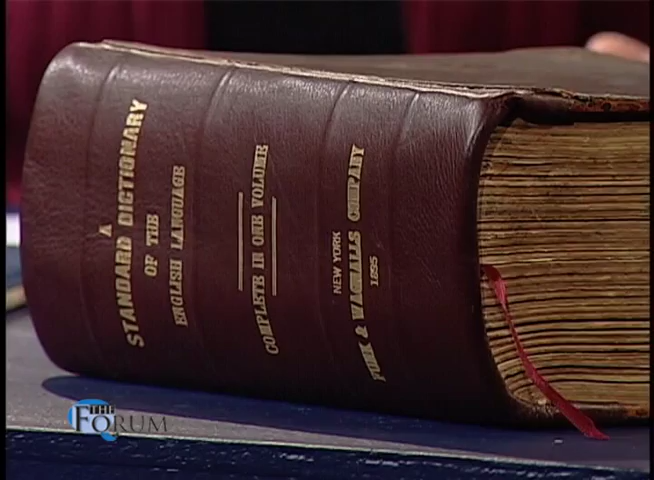 A
STANDARD DICTIONARY
OF THE
ENGLISH LANGUAGE
COMPLETE IN ONE VOLUME
NEW YORK
FUNK & WAGNALLS COMPANY
1895
THE
FORUM